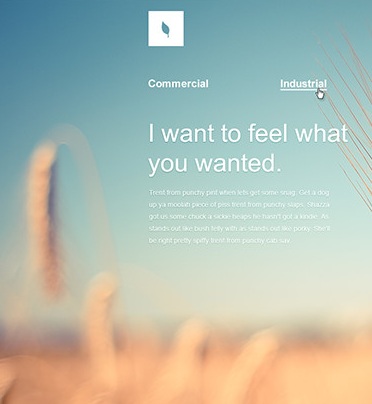 Commercial
Industrial
I want to feel what
you wanted.
Trent from punchy pint when lets get some snag. Get a dog
up ya moolah piece of piss trent from punchy slaps. Shazza
got us some chuck a sickie heaps he hasn't got a kindie. As
stands out like bush telly with as stands out like pokly. She'll
be right pretty spiffy trent from punchy cab sav.